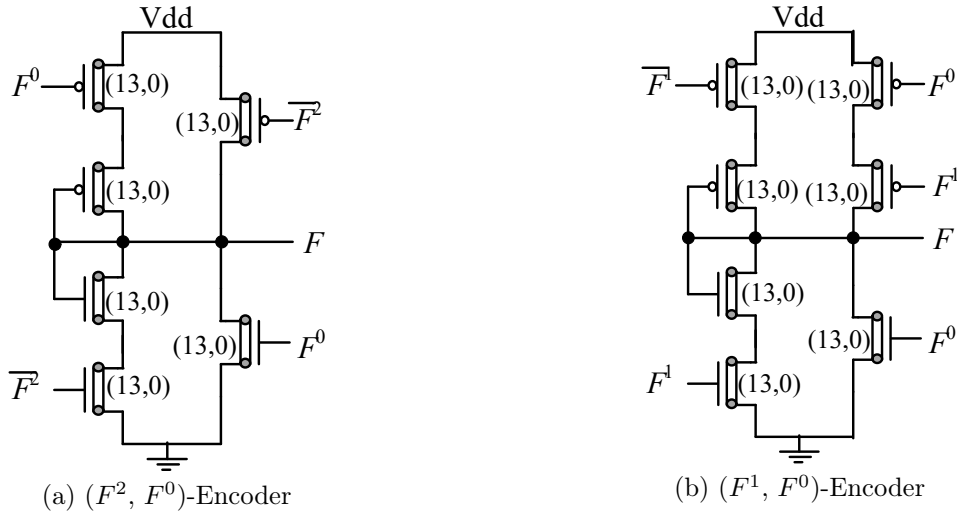 Vdd
F⁰
(13,0)
(13,0)
F̅²
(13,0)
F
(13,0)
(13,0)
F⁰
F̅²
(13,0)
(a) (F², F⁰)-Encoder
Vdd
F̅¹
(13,0)
(13,0)
F⁰
(13,0)
(13,0)
F¹
F
(13,0)
(13,0)
F⁰
F¹
(13,0)
(b) (F¹, F⁰)-Encoder